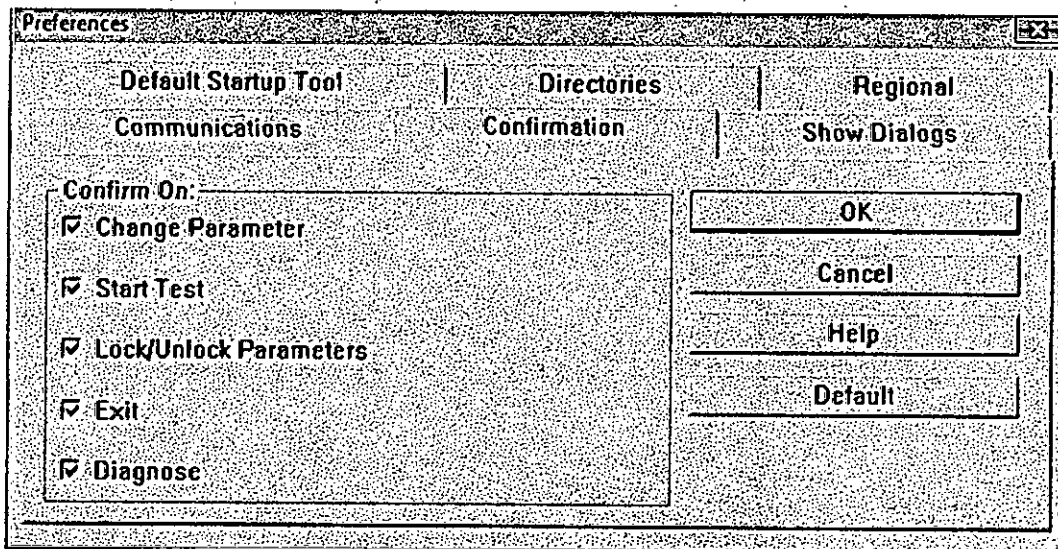 Preferences
Default Startup Tool
Directories
Regional
Communications
Confirmation
Show Dialogs
Confirm On:
Change Parameter
Start Test
Lock/Unlock Parameters
Exit
Diagnose
OK
Cancel
Help
Default